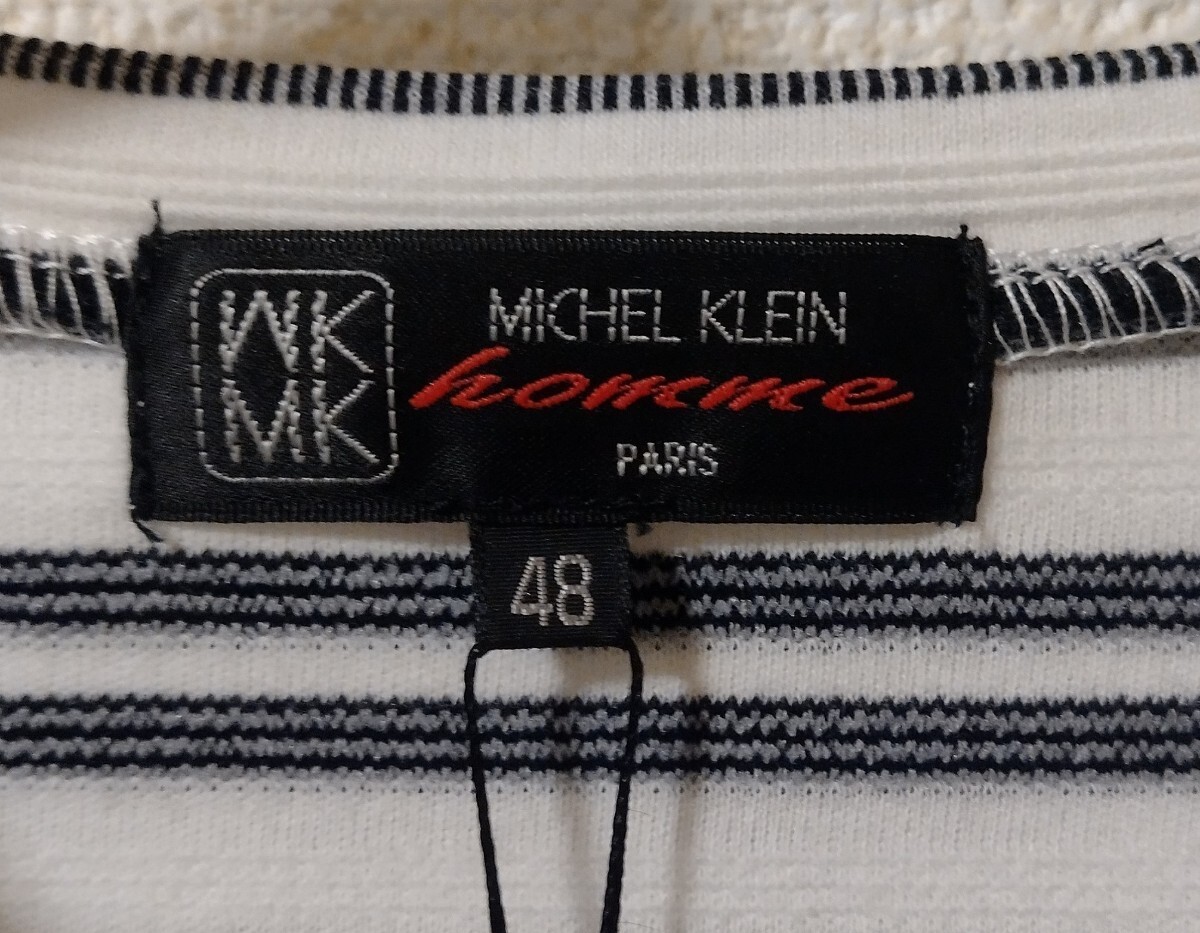 MK
MK
MICHEL KLEIN
homme
PARIS
48